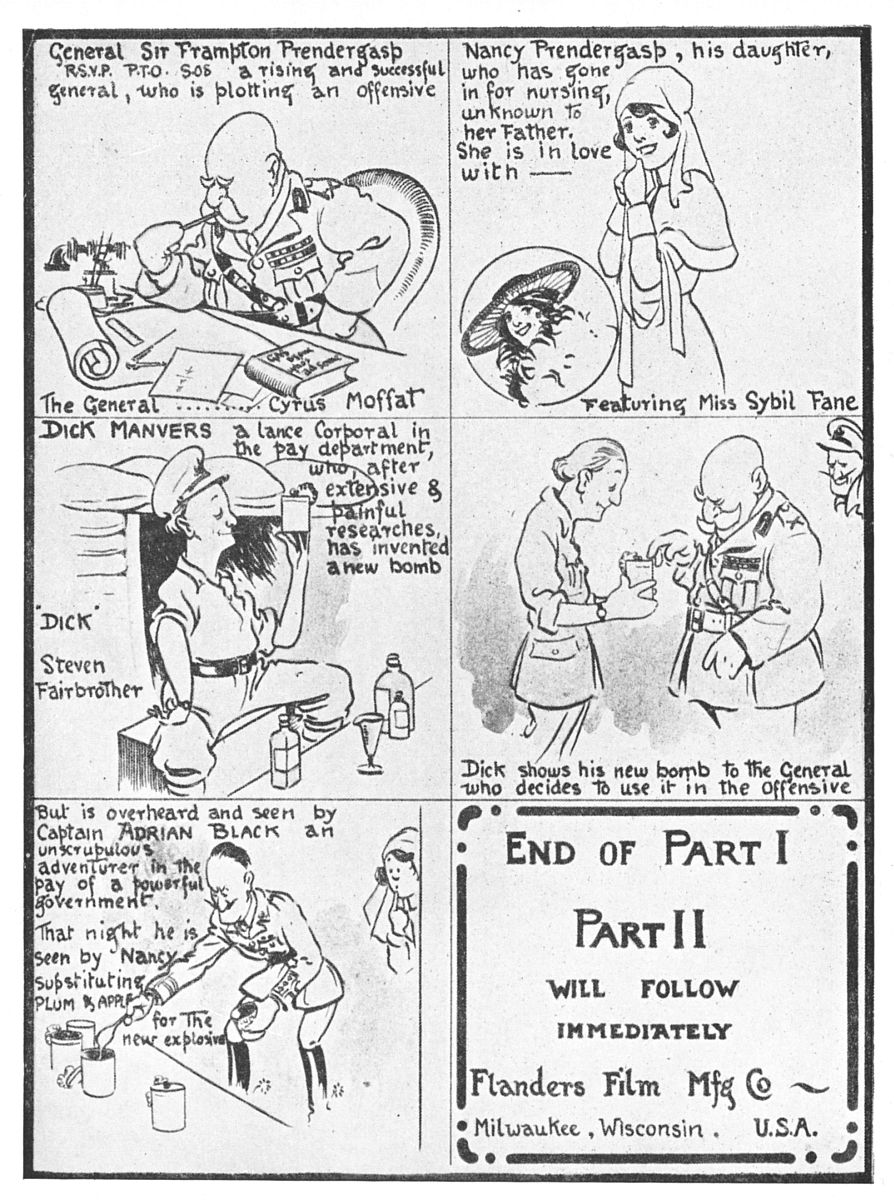 General Sir Frampton Prendergasp
R.S.V.P. P.T.O. S.O.S a rising and successful
general, who is plotting an offensive
The General ........... Cyrus Moffat
Nancy Prendergasp, his daughter,
who has gone
in for nursing,
unknown to
her Father.
She is in love
with —
Featuring Miss Sybil Fane
DICK MANVERS a lance Corporal in
the pay department,
who, after
extensive &
painful
researches,
has invented
a new bomb
"DICK"
Steven
Fairbrother
Dick shows his new bomb to the General
who decides to use it in the Offensive
But is overheard and seen by
Captain ADRIAN BLACK an
unscrupulous
adventurer in the
pay of a powerful
government.
That night he is
seen by Nancy
substituting
PLUM & APPLE
for the
new explosive
END OF PART I
PART II
WILL FOLLOW
IMMEDIATELY
Flanders Film Mfg Co ~
Milwaukee, Wisconsin. U.S.A.